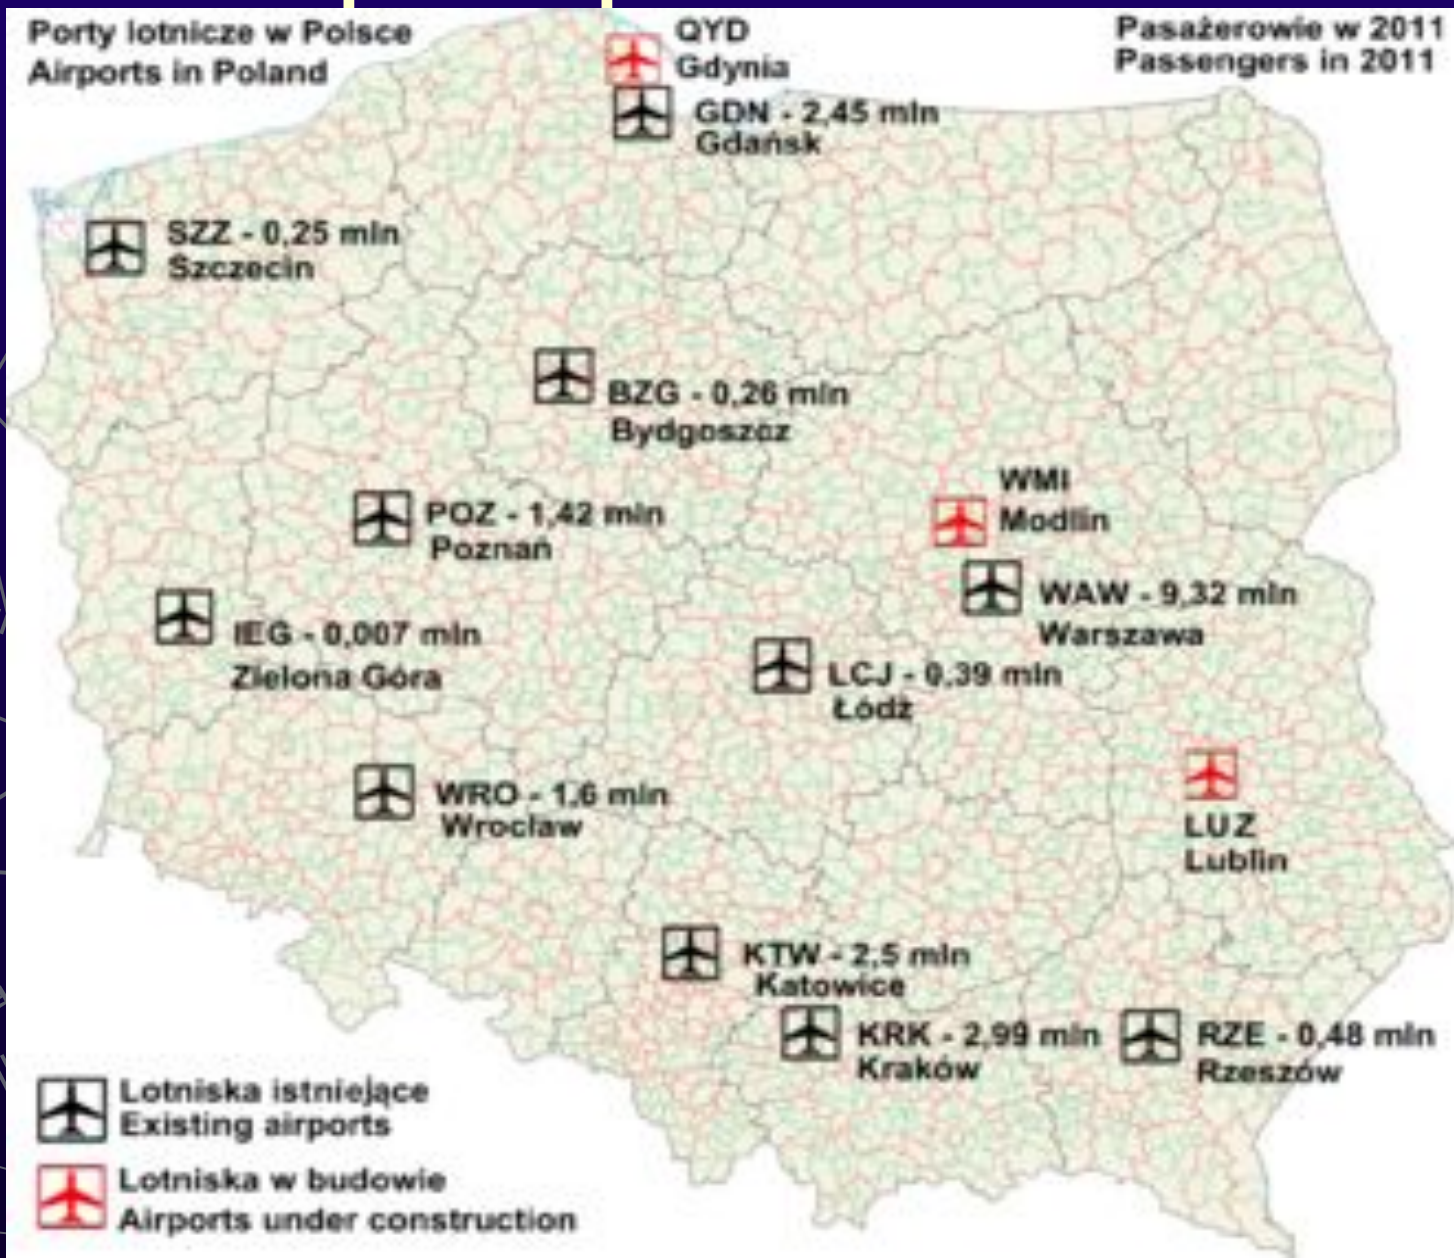 Porty lotnicze w Polsce
Airports in Poland
Pasażerowie w 2011
Passengers in 2011
QYD
Gdynia
GDN - 2,45 mln
Gdańsk
SZZ - 0,25 mln
Szczecin
BZG - 0,26 mln
Bydgoszcz
WMI
Modlin
POZ - 1,42 mln
Poznań
WAW - 9,32 mln
Warszawa
IEG - 0,007 mln
Zielona Góra
LCJ - 0,39 mln
Łódź
WRO - 1,6 mln
Wrocław
LUZ
Lublin
KTW - 2,5 mln
Katowice
KRK - 2,99 mln
Kraków
RZE - 0,48 mln
Rzeszów
Lotniska istniejące
Existing airports
Lotniska w budowie
Airports under construction